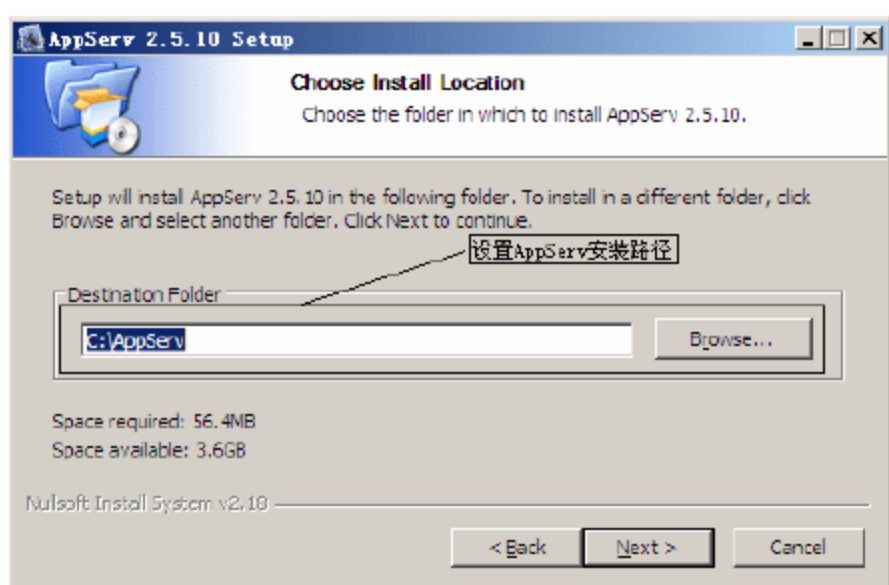 AppServ 2.5.10 Setup
Choose Install Location
Choose the folder in which to install AppServ 2.5.10.
Setup will install AppServ 2.5.10 in the following folder. To install in a different folder, click
Browse and select another folder. Click Next to continue.
设置AppServ安装路径
Destination Folder
C:\AppServ
Browse...
Space required: 56.4MB
Space available: 3.6GB
Nullsoft Install System v2.18
< Back
Next >
Cancel